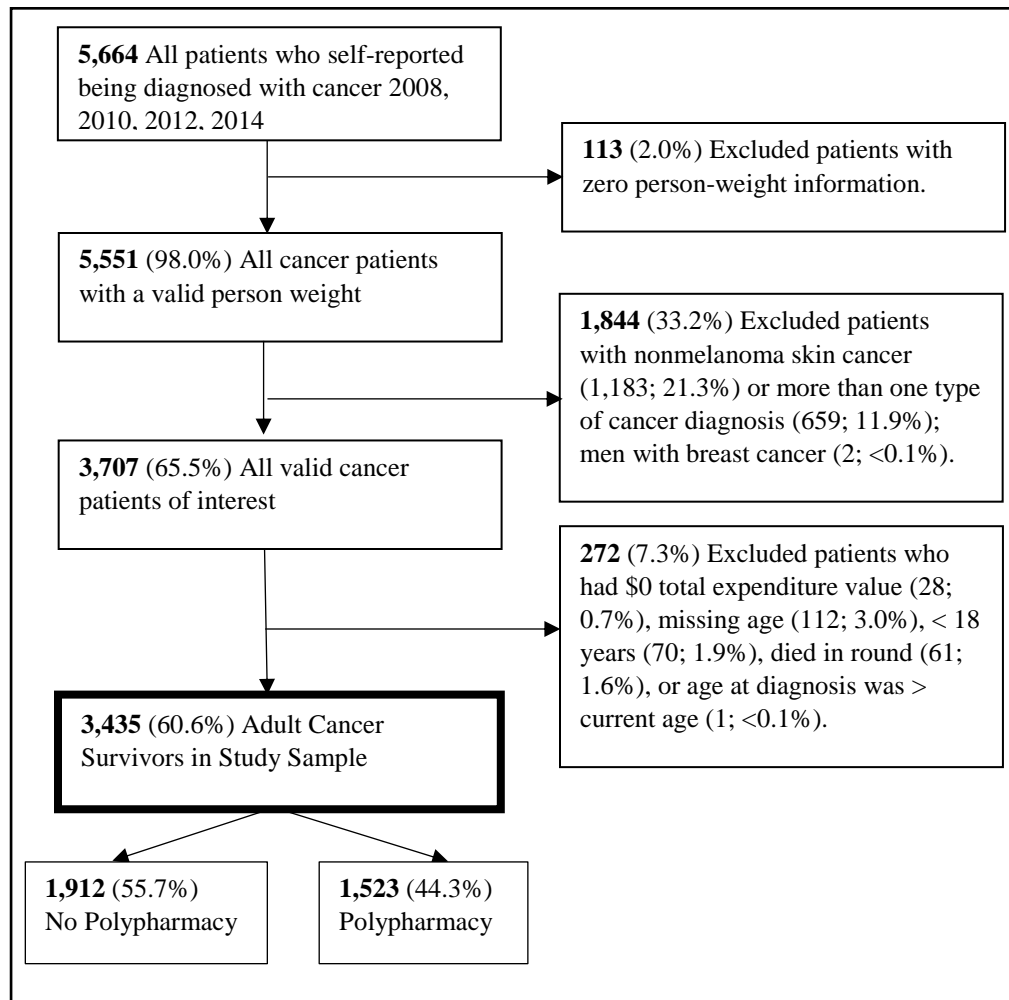 5,664 All patients who self-reported
being diagnosed with cancer 2008,
2010, 2012, 2014
113 (2.0%) Excluded patients with
zero person-weight information.
5,551 (98.0%) All cancer patients
with a valid person weight
1,844 (33.2%) Excluded patients
with nonmelanoma skin cancer
(1,183; 21.3%) or more than one type
of cancer diagnosis (659; 11.9%);
men with breast cancer (2; <0.1%).
3,707 (65.5%) All valid cancer
patients of interest
272 (7.3%) Excluded patients who
had $0 total expenditure value (28;
0.7%), missing age (112; 3.0%), < 18
years (70; 1.9%), died in round (61;
1.6%), or age at diagnosis was >
current age (1; <0.1%).
3,435 (60.6%) Adult Cancer
Survivors in Study Sample
1,912 (55.7%)
No Polypharmacy
1,523 (44.3%)
Polypharmacy